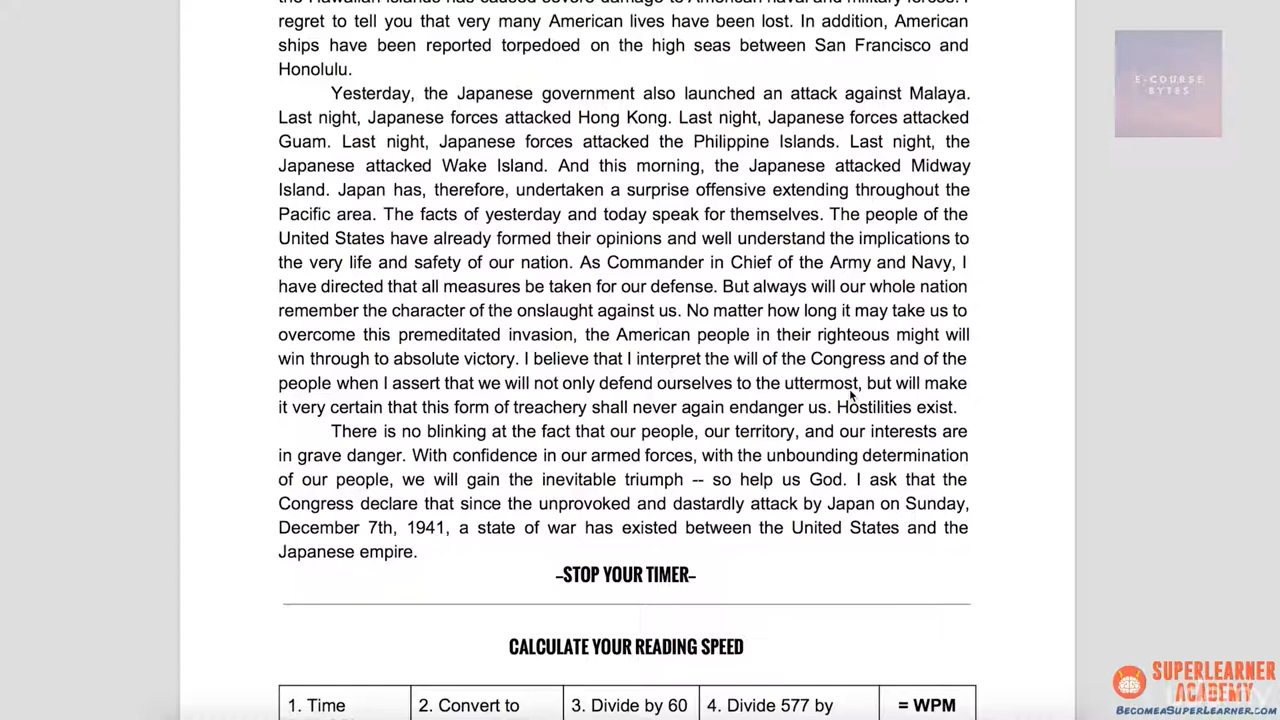 the Hawaiian islands has caused severe damage to American naval and military forces. I
regret to tell you that very many American lives have been lost. In addition, American
ships have been reported torpedoed on the high seas between San Francisco and
Honolulu.
Yesterday, the Japanese government also launched an attack against Malaya.
Last night, Japanese forces attacked Hong Kong. Last night, Japanese forces attacked
Guam. Last night, Japanese forces attacked the Philippine Islands. Last night, the
Japanese attacked Wake Island. And this morning, the Japanese attacked Midway
Island. Japan has, therefore, undertaken a surprise offensive extending throughout the
Pacific area. The facts of yesterday and today speak for themselves. The people of the
United States have already formed their opinions and well understand the implications to
the very life and safety of our nation. As Commander in Chief of the Army and Navy, I
have directed that all measures be taken for our defense. But always will our whole nation
remember the character of the onslaught against us. No matter how long it may take us to
overcome this premeditated invasion, the American people in their righteous might will
win through to absolute victory. I believe that I interpret the will of the Congress and of the
people when I assert that we will not only defend ourselves to the uttermost, but will make
it very certain that this form of treachery shall never again endanger us. Hostilities exist.
There is no blinking at the fact that our people, our territory, and our interests are
in grave danger. With confidence in our armed forces, with the unbounding determination
of our people, we will gain the inevitable triumph -- so help us God. I ask that the
Congress declare that since the unprovoked and dastardly attack by Japan on Sunday,
December 7th, 1941, a state of war has existed between the United States and the
Japanese empire.
–STOP YOUR TIMER–
CALCULATE YOUR READING SPEED
1. Time
2. Convert to
3. Divide by 60
4. Divide 577 by
= WPM
E-COURSE
BYTES
SUPERLEARNER
ACADEMY
BECOMEASUPERLEARNER.COM